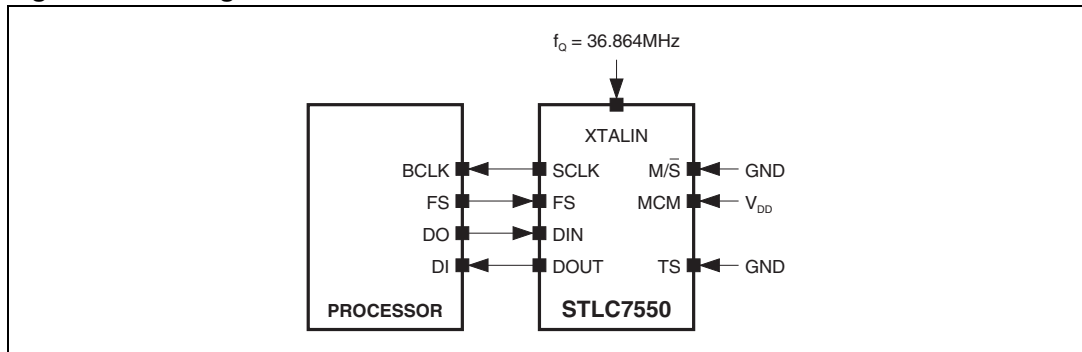 f_Q = 36.864MHz
XTALIN
BCLK SCLK M/S̅ GND
FS FS MCM V_DD
DO DIN
DI DOUT TS GND
PROCESSOR STLC7550